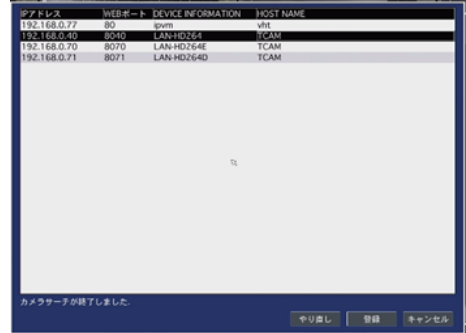 IPアドレス WEBポート DEVICE INFORMATION HOST NAME
192.168.0.77 80 ipvm vht
192.168.0.40 8040 LAN-HD264 TCAM
192.168.0.70 8070 LAN-HD264E TCAM
192.168.0.71 8071 LAN-HD264D TCAM
カメラサーチが終了しました.
やり直し 登録 キャンセル